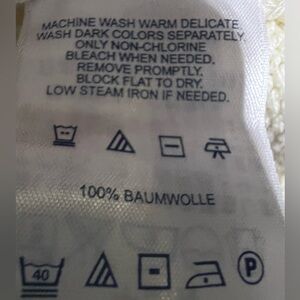 MACHINE WASH WARM DELICATE.
WASH DARK COLORS SEPARATELY.
ONLY NON-CHLORINE
BLEACH WHEN NEEDED.
REMOVE PROMPTLY.
BLOCK FLAT TO DRY.
LOW STEAM IRON IF NEEDED.
100% BAUMWOLLE
40 P